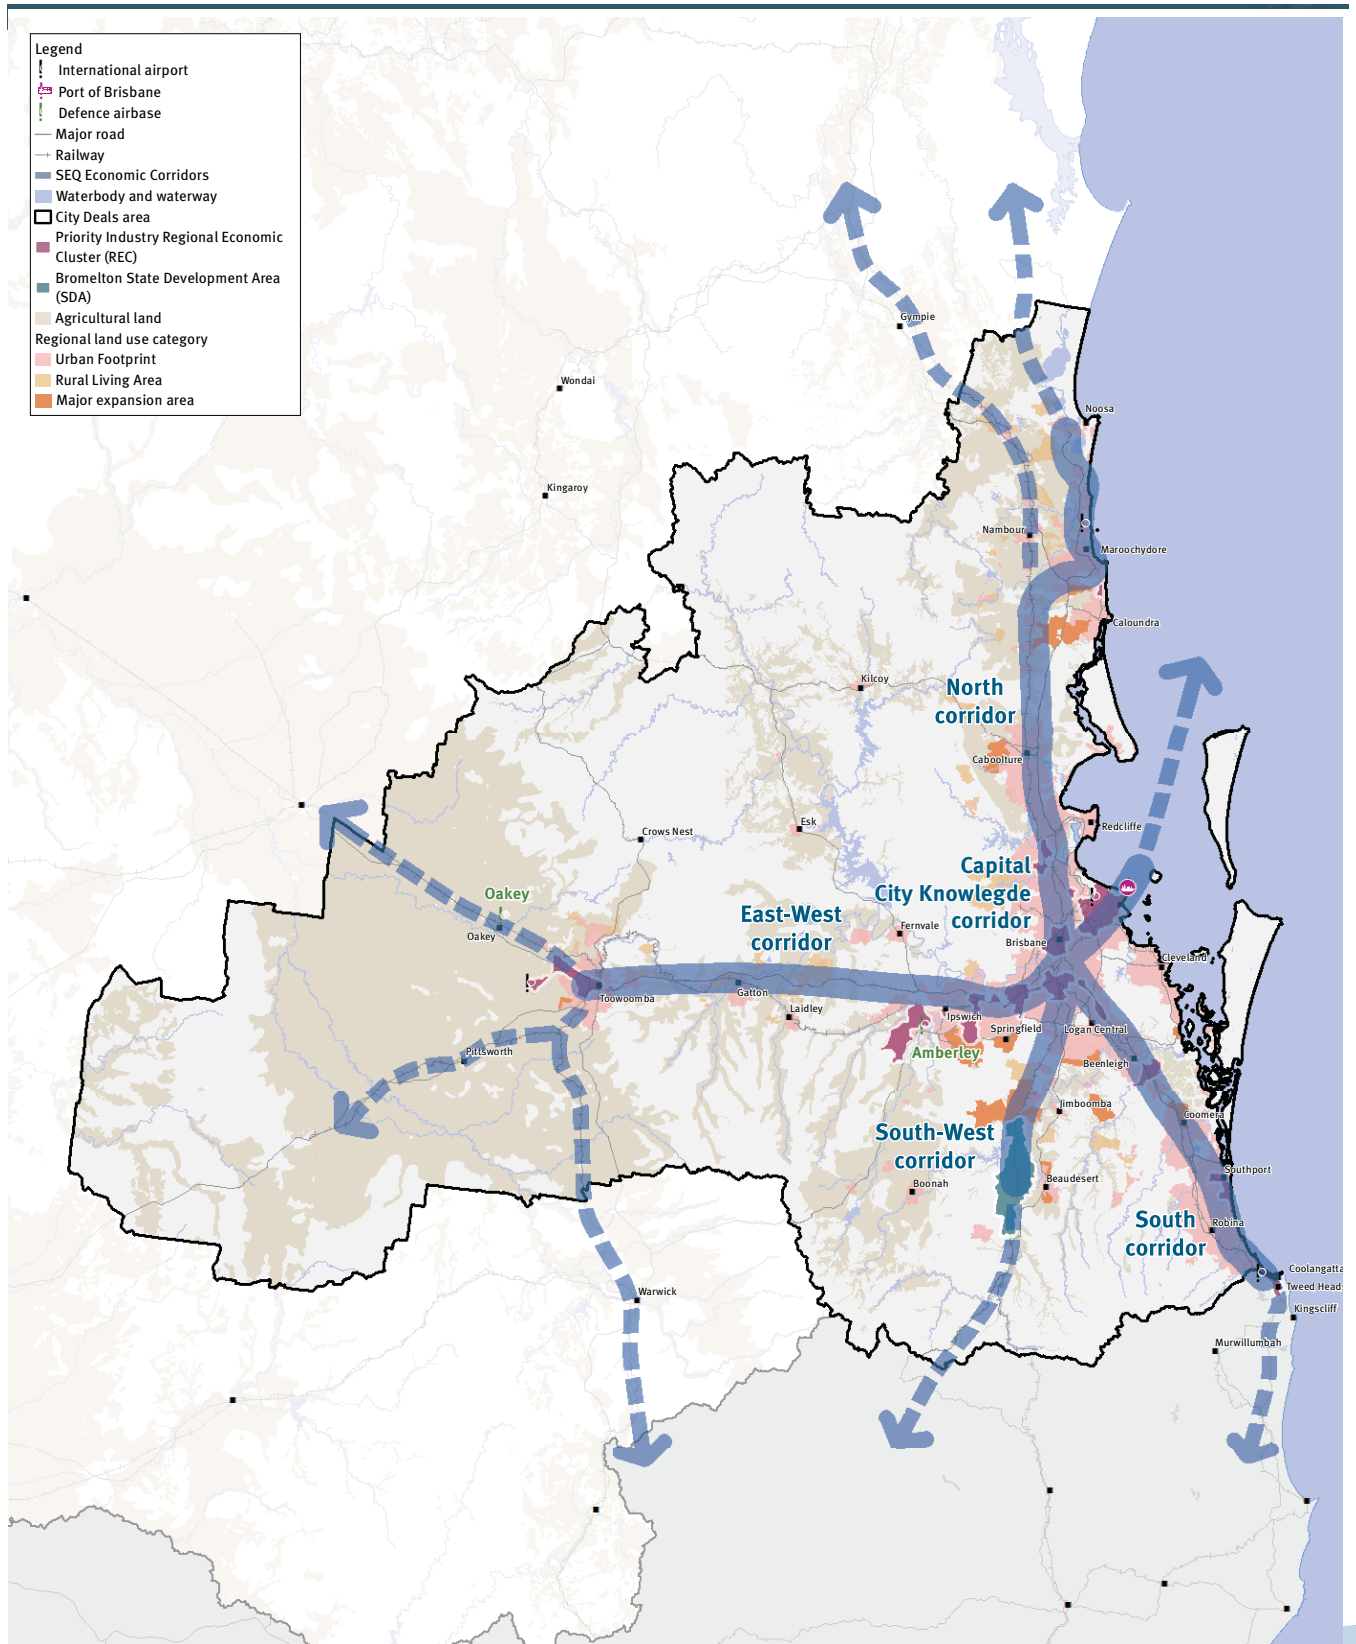 Legend
International airport
Port of Brisbane
Defence airbase
Major road
Railway
SEQ Economic Corridors
Waterbody and waterway
City Deals area
Priority Industry Regional Economic
Cluster (REC)
Bromelton State Development Area
(SDA)
Agricultural land
Regional land use category
Urban Footprint
Rural Living Area
Major expansion area
Gympie
Wondai
Noosa
Kingaroy
Nambour
Maroochydore
Caloundra
Kilcoy
North
corridor
Caboolture
Esk
Redcliffe
Crows Nest
Capital
City Knowlegde
corridor
Oakey
East-West
corridor
Fernvale
Oakey
Brisbane
Cleveland
Toowoomba
Gatton
Laidley
Ipswich
Springfield
Logan Central
Amberley
Pittsworth
Beenleigh
Jimboomba
Coomera
South-West
corridor
Southport
Boonah
Beaudesert
South
corridor
Robina
Coolangatta
Tweed Heads
Warwick
Kingscliff
Murwillumbah